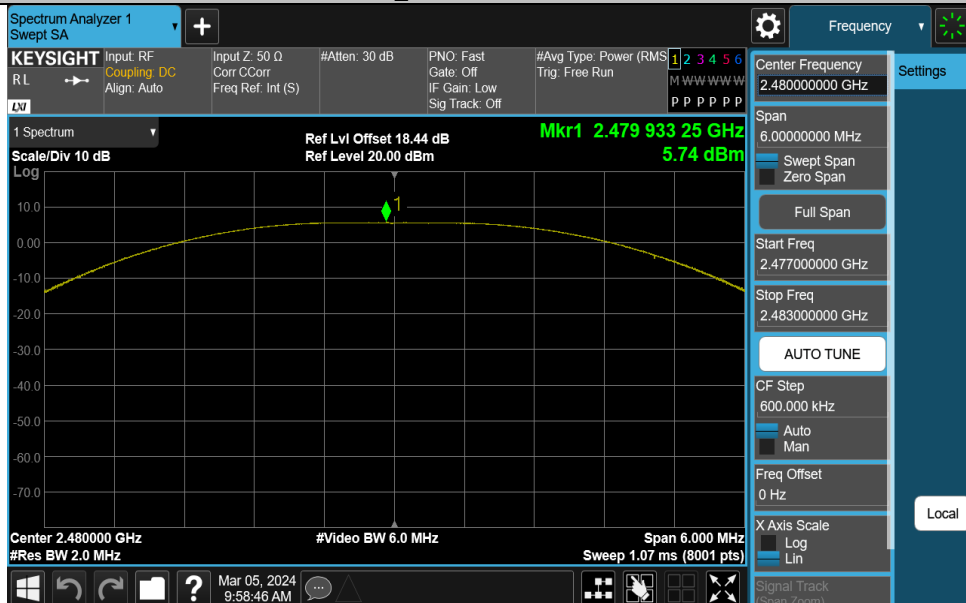 Spectrum Analyzer 1
Swept SA
+
Frequency
KEYSIGHT
RL
LXI
Input: RF
Coupling: DC
Align: Auto
Input Z: 50 Ω
Corr CCorr
Freq Ref: Int (S)
#Atten: 30 dB
PNO: Fast
Gate: Off
IF Gain: Low
Sig Track: Off
#Avg Type: Power (RMS
Trig: Free Run
1 2 3 4 5 6
M W W W W W
P P P P P P
1 Spectrum
Scale/Div 10 dB
Log
Ref Lvl Offset 18.44 dB
Ref Level 20.00 dBm
Mkr1 2.479 933 25 GHz
5.74 dBm
1
10.0
0.00
-10.0
-20.0
-30.0
-40.0
-50.0
-60.0
-70.0
Center 2.480000 GHz
#Res BW 2.0 MHz
#Video BW 6.0 MHz
Span 6.000 MHz
Sweep 1.07 ms (8001 pts)
?
Mar 05, 2024
9:58:46 AM
Center Frequency
2.480000000 GHz
Span
6.00000000 MHz
Swept Span
Zero Span
Full Span
Start Freq
2.477000000 GHz
Stop Freq
2.483000000 GHz
AUTO TUNE
CF Step
600.000 kHz
Auto
Man
Freq Offset
0 Hz
X Axis Scale
Log
Lin
Signal Track
(Span Zoom)
Settings
Local